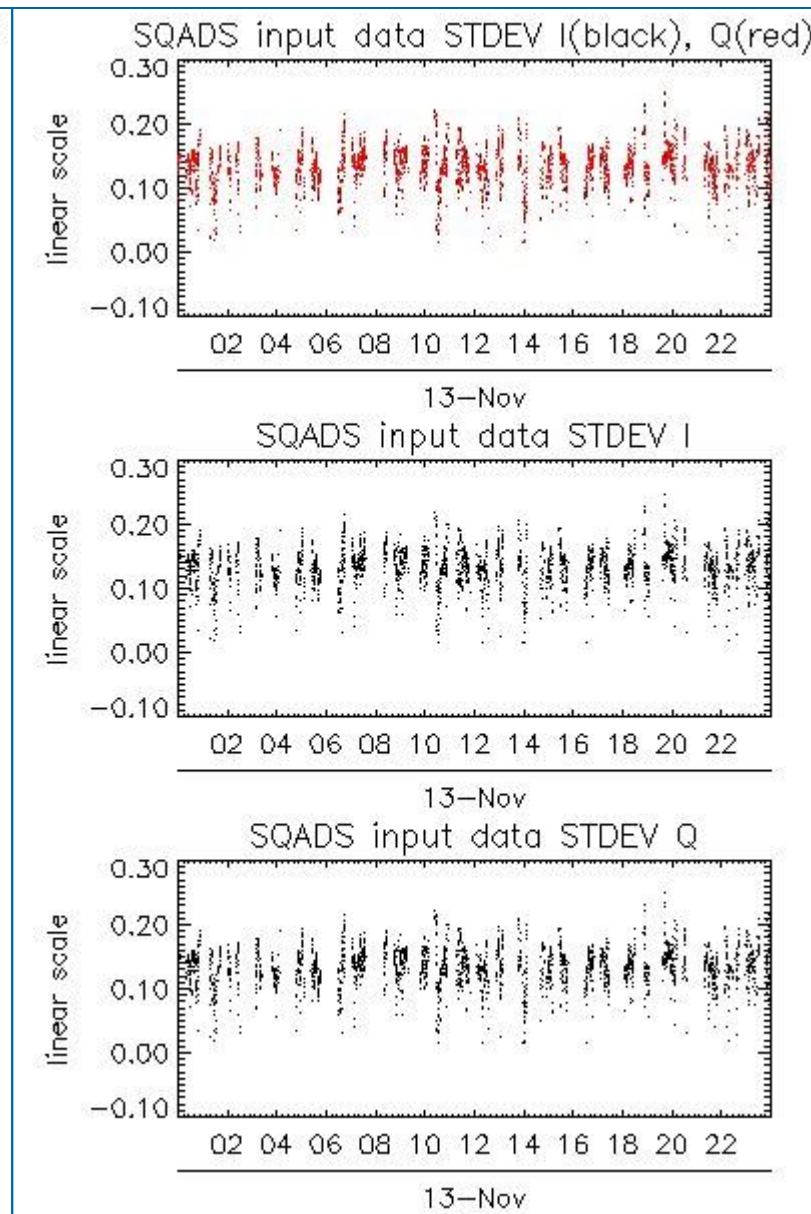 SQADS input data STDEV I(black), Q(red)
0.30
0.20
0.10
0.00
-0.10
linear scale
02 04 06 08 10 12 14 16 18 20 22
13-Nov
SQADS input data STDEV I
0.30
0.20
0.10
0.00
-0.10
linear scale
02 04 06 08 10 12 14 16 18 20 22
13-Nov
SQADS input data STDEV Q
0.30
0.20
0.10
0.00
-0.10
linear scale
02 04 06 08 10 12 14 16 18 20 22
13-Nov